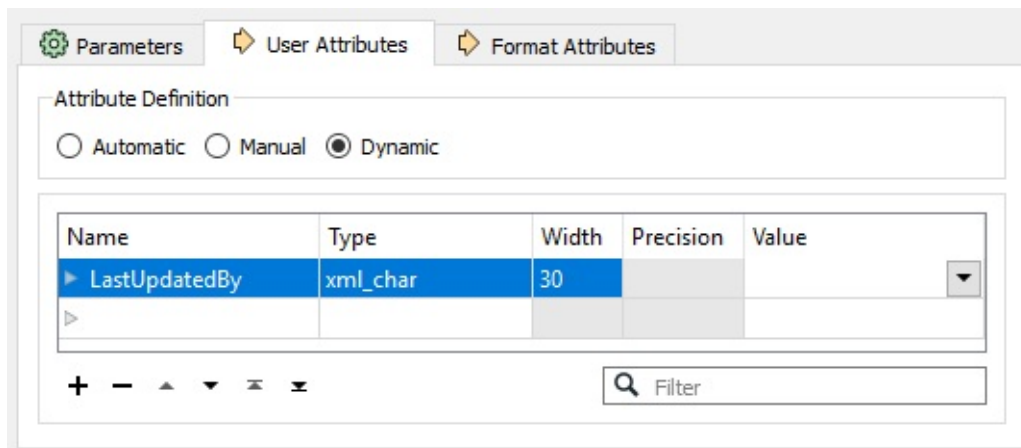 Parameters User Attributes Format Attributes
Attribute Definition
Automatic Manual Dynamic
Name Type Width Precision Value
LastUpdatedBy xml_char 30
Filter